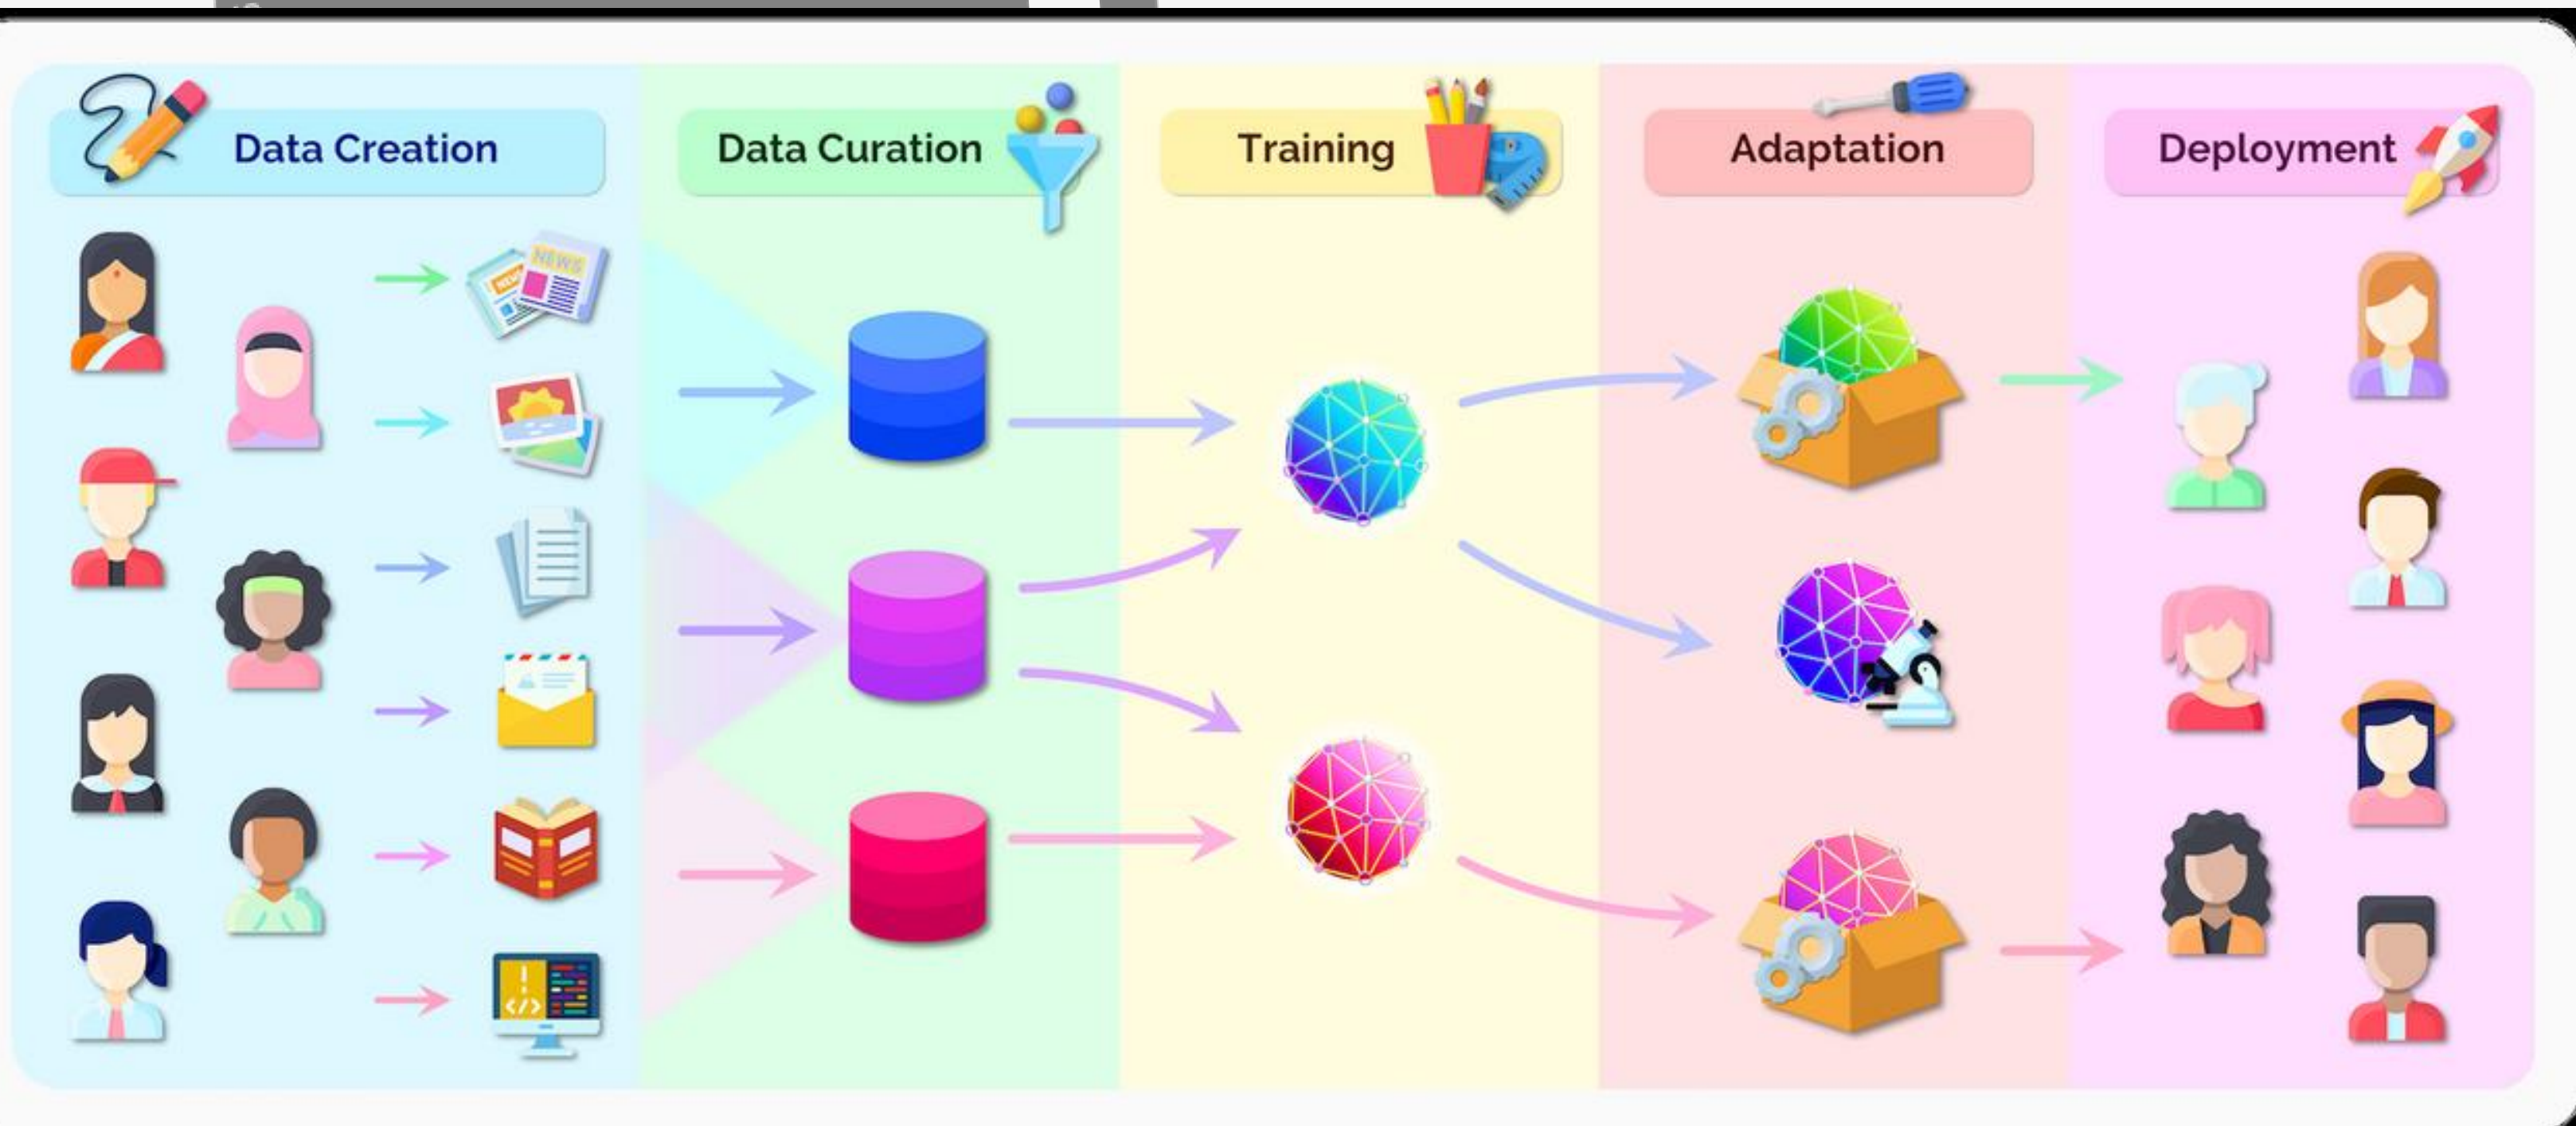 Data Creation
Data Curation
Training
Adaptation
Deployment
NEWS